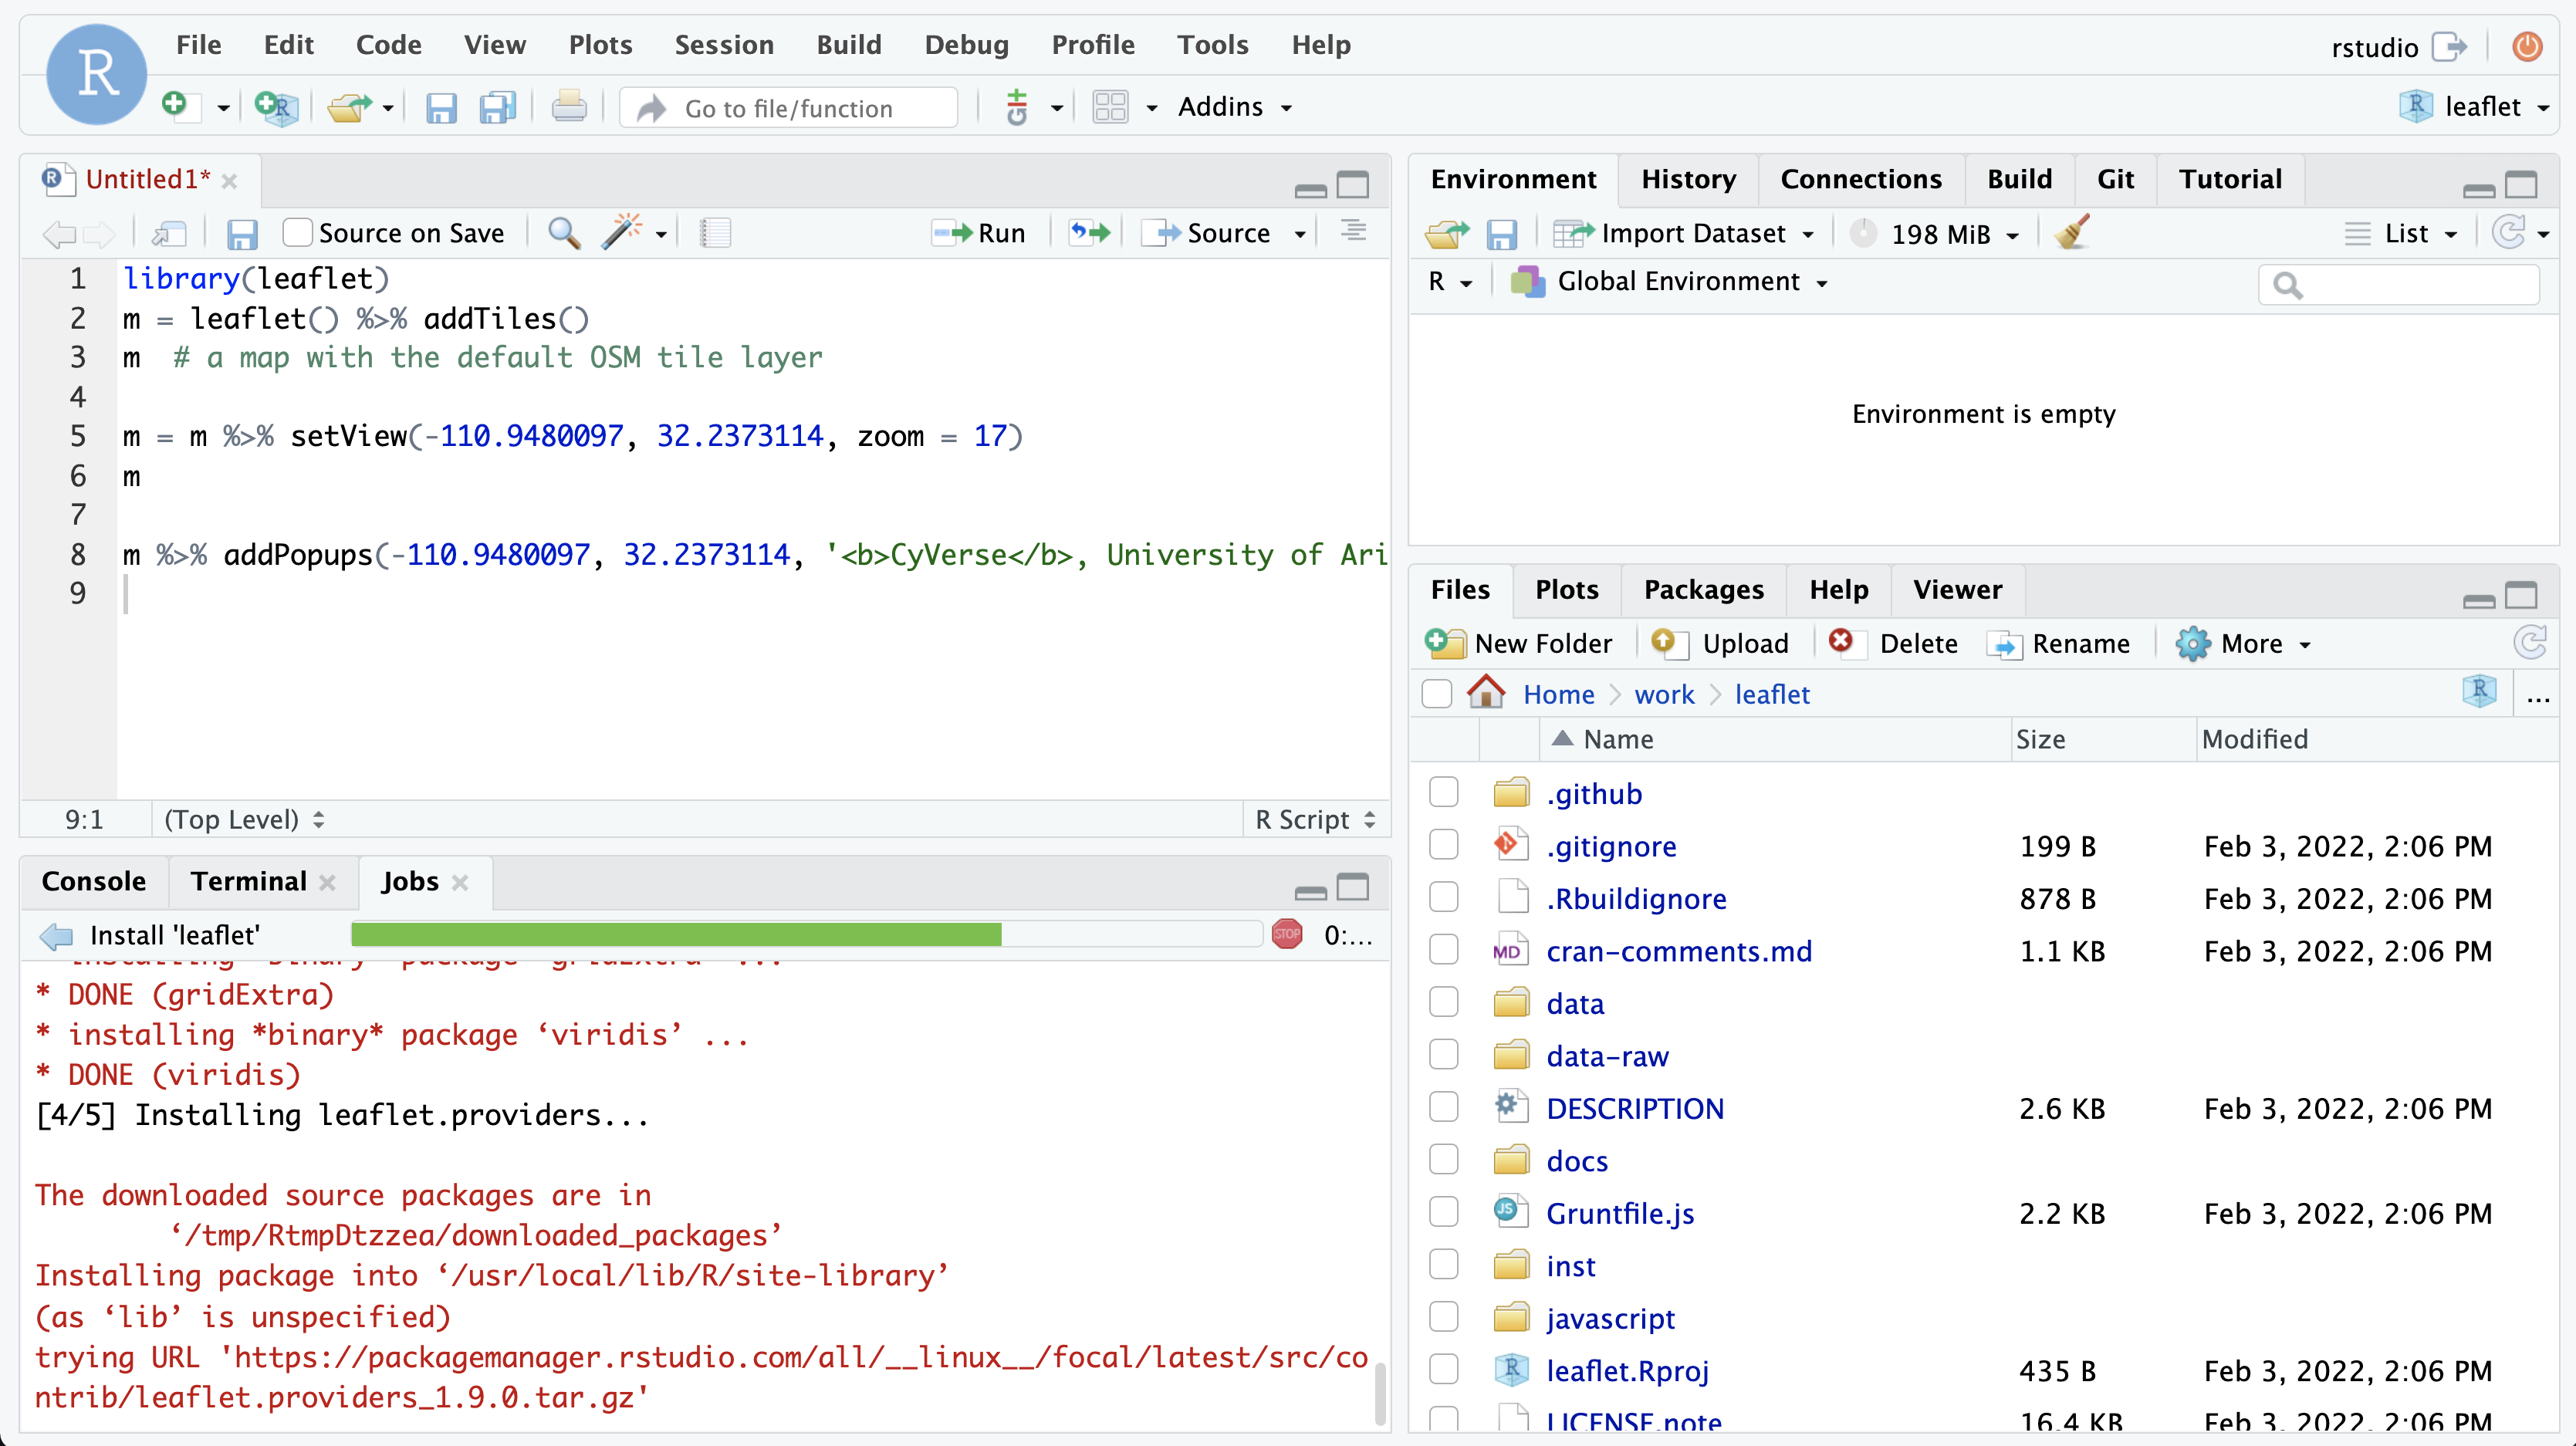 R
File Edit Code View Plots Session Build Debug Profile Tools Help
rstudio
Go to file/function
Addins
leaflet
Untitled1*
Source on Save
Run
Source
1 library(leaflet)
2 m = leaflet() %>% addTiles()
3 m  # a map with the default OSM tile layer
4
5 m = m %>% setView(-110.9480097, 32.2373114, zoom = 17)
6 m
7
8 m %>% addPopups(-110.9480097, 32.2373114, '<b>CyVerse</b>, University of Ari
9
9:1 (Top Level) R Script
Console Terminal Jobs
Install 'leaflet' STOP 0:...
* installing *binary* package ‘gridExtra’ ...
* DONE (gridExtra)
* installing *binary* package ‘viridis’ ...
* DONE (viridis)
[4/5] Installing leaflet.providers...
The downloaded source packages are in
‘/tmp/RtmpDtzzea/downloaded_packages’
Installing package into ‘/usr/local/lib/R/site-library’
(as ‘lib’ is unspecified)
trying URL 'https://packagemanager.rstudio.com/all/__linux__/focal/latest/src/co
ntrib/leaflet.providers_1.9.0.tar.gz'
Environment History Connections Build Git Tutorial
Import Dataset 198 MiB List
R Global Environment
Environment is empty
Files Plots Packages Help Viewer
New Folder Upload Delete Rename More
Home work leaflet R ...
Name Size Modified
.github
.gitignore 199 B Feb 3, 2022, 2:06 PM
.Rbuildignore 878 B Feb 3, 2022, 2:06 PM
MD cran-comments.md 1.1 KB Feb 3, 2022, 2:06 PM
data
data-raw
DESCRIPTION 2.6 KB Feb 3, 2022, 2:06 PM
docs
JS Gruntfile.js 2.2 KB Feb 3, 2022, 2:06 PM
inst
javascript
R leaflet.Rproj 435 B Feb 3, 2022, 2:06 PM
LICENSE.note 16.4 KB Feb 3, 2022, 2:06 PM